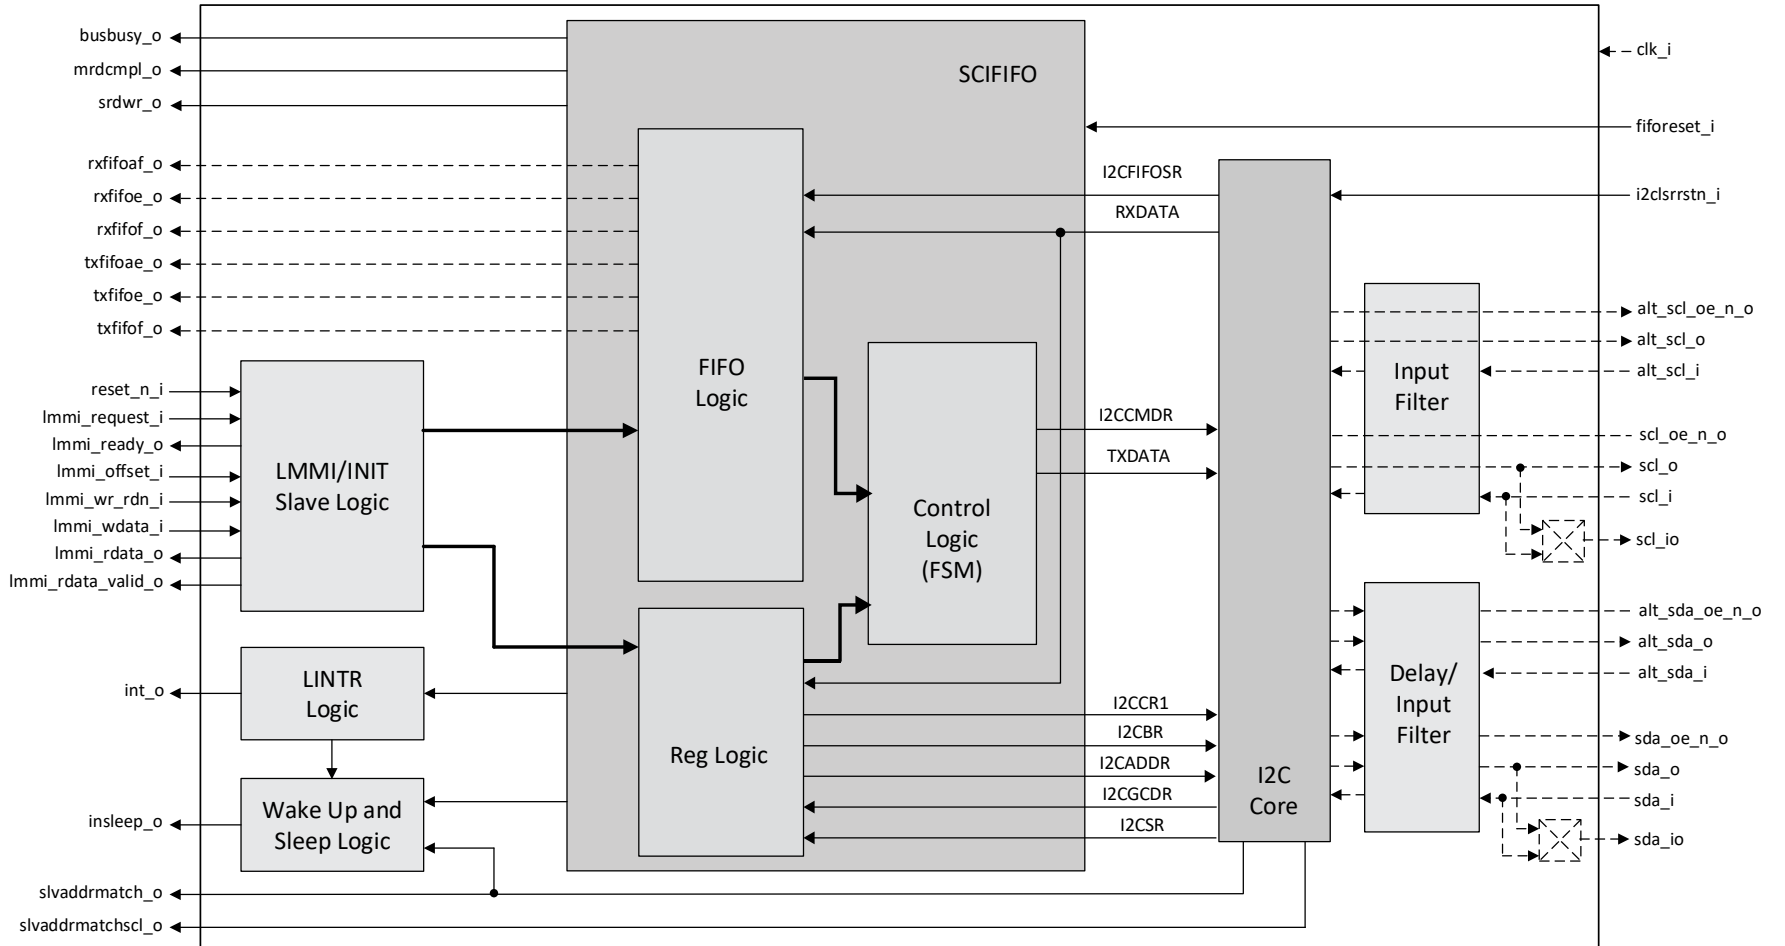 busbusy_o
mrdcmpl_o
srdwr_o
rxfifoaf_o
rxfifoe_o
rxfifof_o
txfifoae_o
txfifoe_o
txfifof_o
reset_n_i
lmmi_request_i
lmmi_ready_o
lmmi_offset_i
lmmi_wr_rdn_i
lmmi_wdata_i
lmmi_rdata_o
lmmi_rdata_valid_o
int_o
insleep_o
slvaddrmatch_o
slvaddrmatchscl_o
LMMI/INIT
Slave Logic
LINTR
Logic
Wake Up and
Sleep Logic
SCIFIFO
FIFO
Logic
Control
Logic
(FSM)
Reg Logic
I2CFIFOSR
RXDATA
I2CCMDR
TXDATA
I2CCR1
I2CBR
I2CADDR
I2CGCDR
I2CSR
I2C
Core
Input
Filter
Delay/
Input
Filter
clk_i
fiforeset_i
i2clsrrstn_i
alt_scl_oe_n_o
alt_scl_o
alt_scl_i
scl_oe_n_o
scl_o
scl_i
scl_io
alt_sda_oe_n_o
alt_sda_o
alt_sda_i
sda_oe_n_o
sda_o
sda_i
sda_io